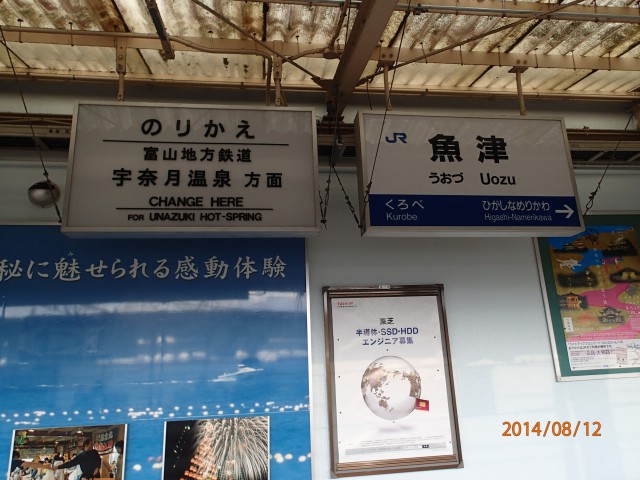 のりかえ
富山地方鉄道
宇奈月温泉 方面
CHANGE HERE
FOR UNAZUKI HOT-SPRING
JR
魚津
うおづ Uozu
くろべ
Kurobe
ひがしなめりかわ
Higashi-Namerikawa
秘に魅せられる感動体験
東芝
半導体・SSD・HDD
エンジニア募集
2014/08/12